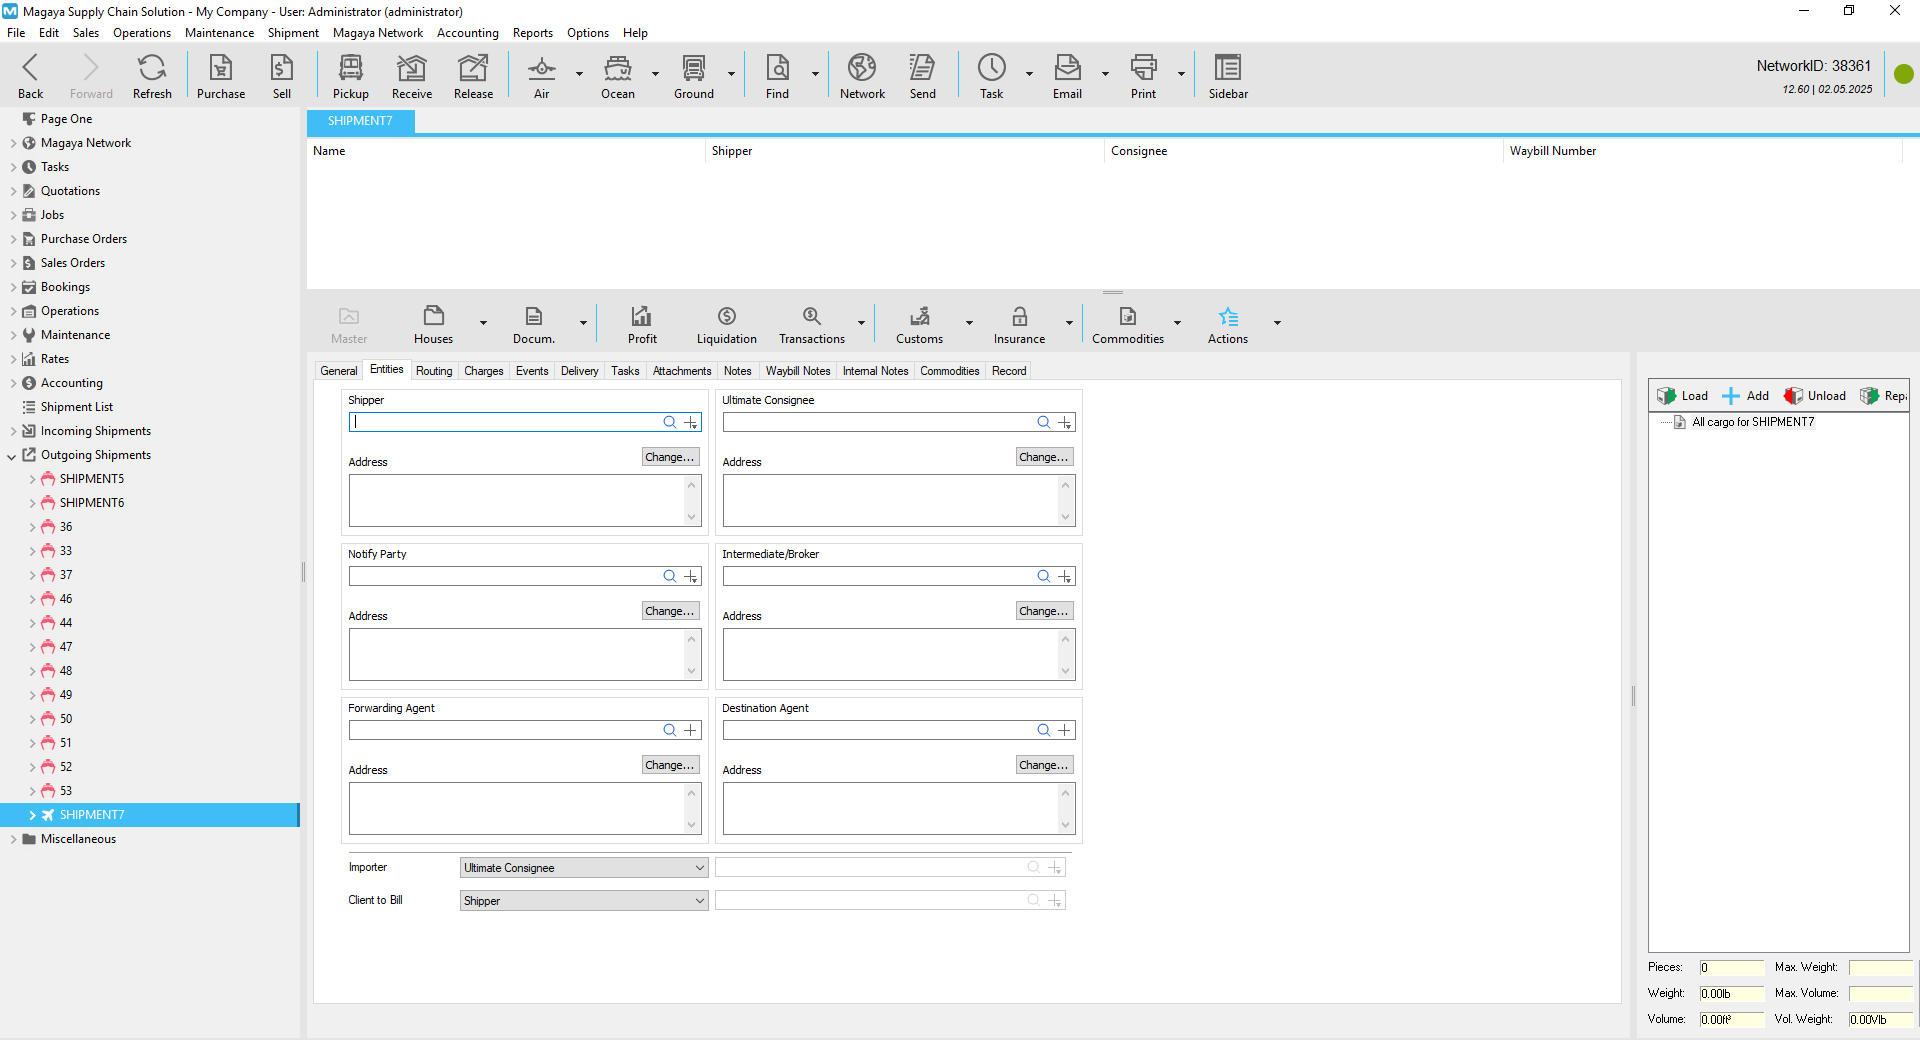 Magaya Supply Chain Solution - My Company - User: Administrator (administrator)
File Edit Sales Operations Maintenance Shipment Magaya Network Accounting Reports Options Help
Back Forward Refresh Purchase Sell Pickup Receive Release Air Ocean Ground Find Network Send Task Email Print Sidebar
NetworkID: 38361
12.60 | 02.05.2025
Page One
Magaya Network
Tasks
Quotations
Jobs
Purchase Orders
Sales Orders
Bookings
Operations
Maintenance
Rates
Accounting
Shipment List
Incoming Shipments
Outgoing Shipments
SHIPMENT5
SHIPMENT6
36
33
37
46
44
47
48
49
50
51
52
53
SHIPMENT7
Miscellaneous
SHIPMENT7
Name Shipper Consignee Waybill Number
Master Houses Docum. Profit Liquidation Transactions Customs Insurance Commodities Actions
General Entities Routing Charges Events Delivery Tasks Attachments Notes Waybill Notes Internal Notes Commodities Record
Shipper Ultimate Consignee
Address Change... Address Change...
Notify Party Intermediate/Broker
Address Change... Address Change...
Forwarding Agent Destination Agent
Address Change... Address Change...
Importer Ultimate Consignee
Client to Bill Shipper
Load Add Unload Repa
All cargo for SHIPMENT7
Pieces: 0 Max. Weight:
Weight: 0.00lb Max. Volume:
Volume: 0.00ft³ Vol. Weight: 0.00Vlb